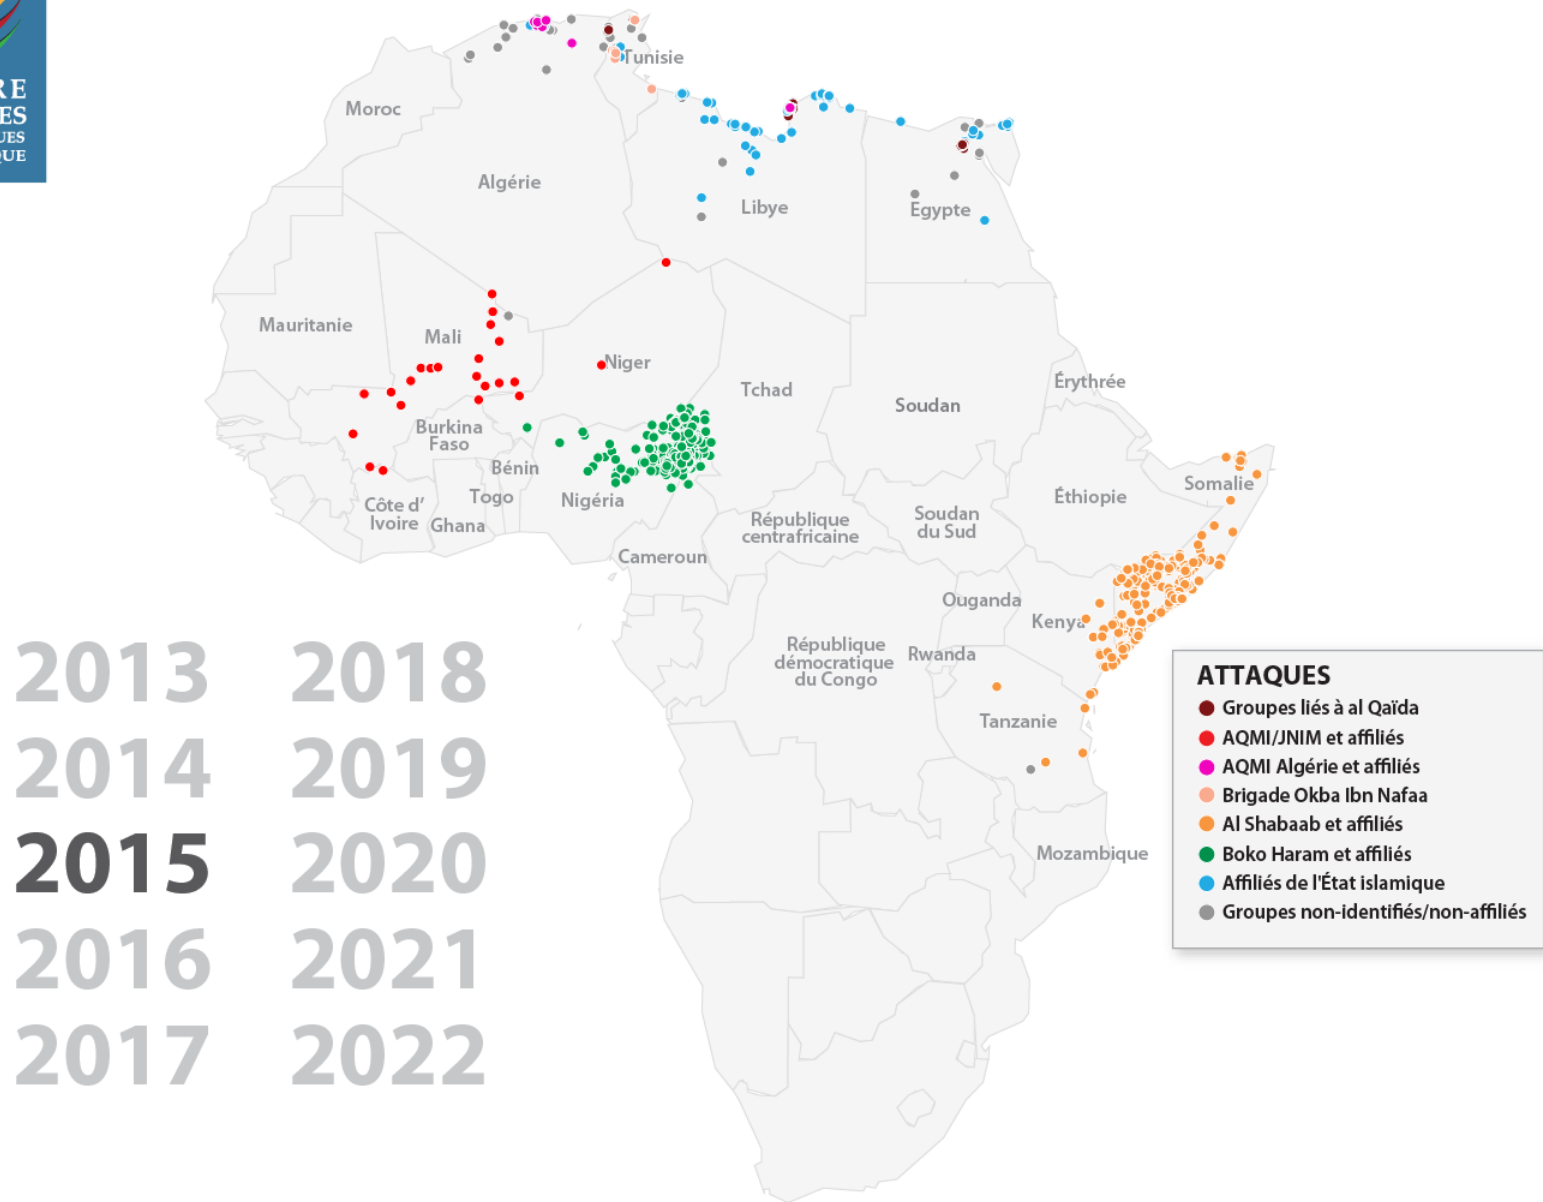 RE
ES
UES
QUE
Tunisie
Moroc
Algérie
Libye
Egypte
Mauritanie
Mali
Niger
Tchad
Soudan
Érythrée
Burkina
Faso
Bénin
Togo
Nigéria
Côte d’
Ivoire
Ghana
Cameroun
République
centrafricaine
Soudan
du Sud
Éthiopie
Somalie
Ouganda
Kenya
République
démocratique
du Congo
Rwanda
Tanzanie
Mozambique
2013 2018
2014 2019
2015 2020
2016 2021
2017 2022
ATTAQUES
Groupes liés à al Qaïda
AQMI/JNIM et affiliés
AQMI Algérie et affiliés
Brigade Okba Ibn Nafaa
Al Shabaab et affiliés
Boko Haram et affiliés
Affiliés de l'État islamique
Groupes non-identifiés/non-affiliés